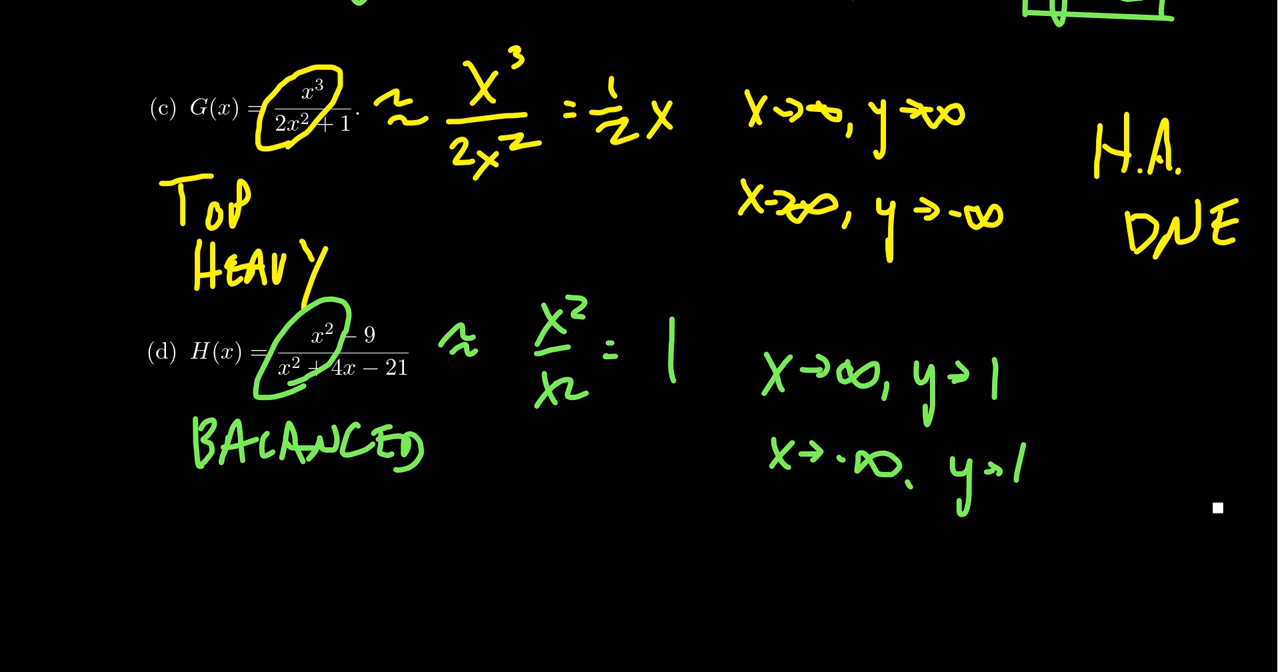 (c) G(x) = x^3 / (2x^2 + 1). ≈ x^3 / 2x^2 = 1/2 x
x→∞, y→∞
x→-∞, y→-∞
H.A.
DNE
TOP
HEAVY
(d) H(x) = (x^2 - 9) / (x^2 + 4x - 21) ≈ x^2 / x^2 = 1
x→∞, y→1
x→-∞, y→1
BALANCED